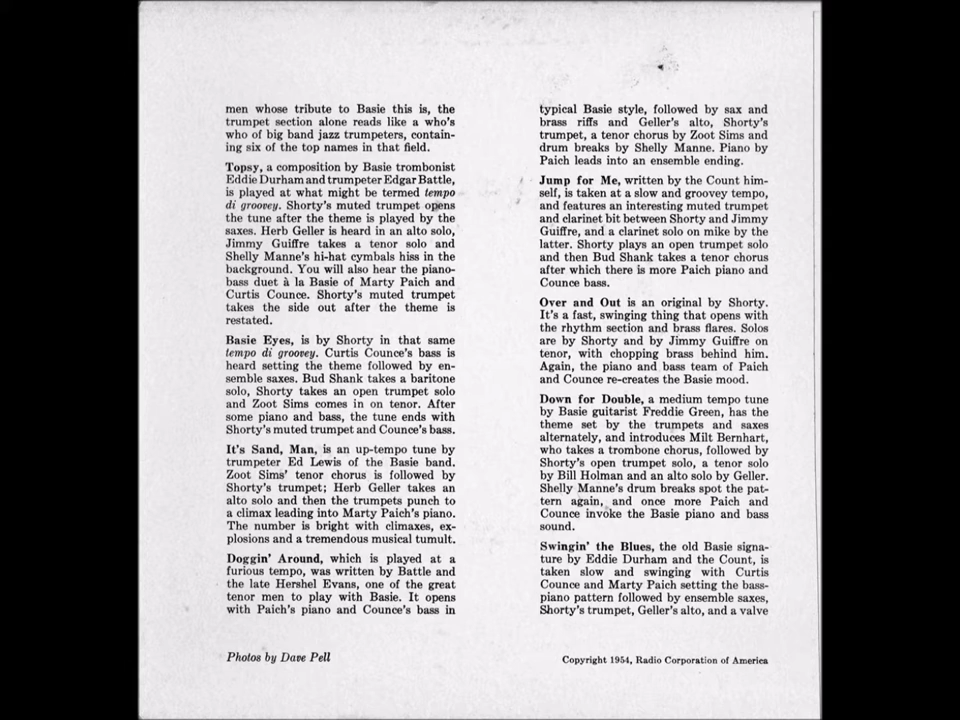 men whose tribute to Basie this is, the
trumpet section alone reads like a who's
who of big band jazz trumpeters, contain-
ing six of the top names in that field.
Topsy, a composition by Basie trombonist
Eddie Durham and trumpeter Edgar Battle,
is played at what might be termed tempo
di groovey. Shorty's muted trumpet opens
the tune after the theme is played by the
saxes. Herb Geller is heard in an alto solo,
Jimmy Guiffre takes a tenor solo and
Shelly Manne's hi-hat cymbals hiss in the
background. You will also hear the piano-
bass duet à la Basie of Marty Paich and
Curtis Counce. Shorty's muted trumpet
takes the side out after the theme is
restated.
Basie Eyes, is by Shorty in that same
tempo di groovey. Curtis Counce's bass is
heard setting the theme followed by en-
semble saxes. Bud Shank takes a baritone
solo, Shorty takes an open trumpet solo
and Zoot Sims comes in on tenor. After
some piano and bass, the tune ends with
Shorty's muted trumpet and Counce's bass.
It's Sand, Man, is an up-tempo tune by
trumpeter Ed Lewis of the Basie band.
Zoot Sims' tenor chorus is followed by
Shorty's trumpet; Herb Geller takes an
alto solo and then the trumpets punch to
a climax leading into Marty Paich's piano.
The number is bright with climaxes, ex-
plosions and a tremendous musical tumult.
Doggin' Around, which is played at a
furious tempo, was written by Battle and
the late Hershel Evans, one of the great
tenor men to play with Basie. It opens
with Paich's piano and Counce's bass in
typical Basie style, followed by sax and
brass riffs and Geller's alto, Shorty's
trumpet, a tenor chorus by Zoot Sims and
drum breaks by Shelly Manne. Piano by
Paich leads into an ensemble ending.
Jump for Me, written by the Count him-
self, is taken at a slow and groovey tempo,
and features an interesting muted trumpet
and clarinet bit between Shorty and Jimmy
Guiffre, and a clarinet solo on mike by the
latter. Shorty plays an open trumpet solo
and then Bud Shank takes a tenor chorus
after which there is more Paich piano and
Counce bass.
Over and Out is an original by Shorty.
It's a fast, swinging thing that opens with
the rhythm section and brass flares. Solos
are by Shorty and by Jimmy Guiffre on
tenor, with chopping brass behind him.
Again, the piano and bass team of Paich
and Counce re-creates the Basie mood.
Down for Double, a medium tempo tune
by Basie guitarist Freddie Green, has the
theme set by the trumpets and saxes
alternately, and introduces Milt Bernhart,
who takes a trombone chorus, followed by
Shorty's open trumpet solo, a tenor solo
by Bill Holman and an alto solo by Geller.
Shelly Manne's drum breaks spot the pat-
tern again, and once more Paich and
Counce invoke the Basie piano and bass
sound.
Swingin' the Blues, the old Basie signa-
ture by Eddie Durham and the Count, is
taken slow and swinging with Curtis
Counce and Marty Paich setting the bass-
piano pattern followed by ensemble saxes,
Shorty's trumpet, Geller's alto, and a valve
Photos by Dave Pell
Copyright 1954, Radio Corporation of America